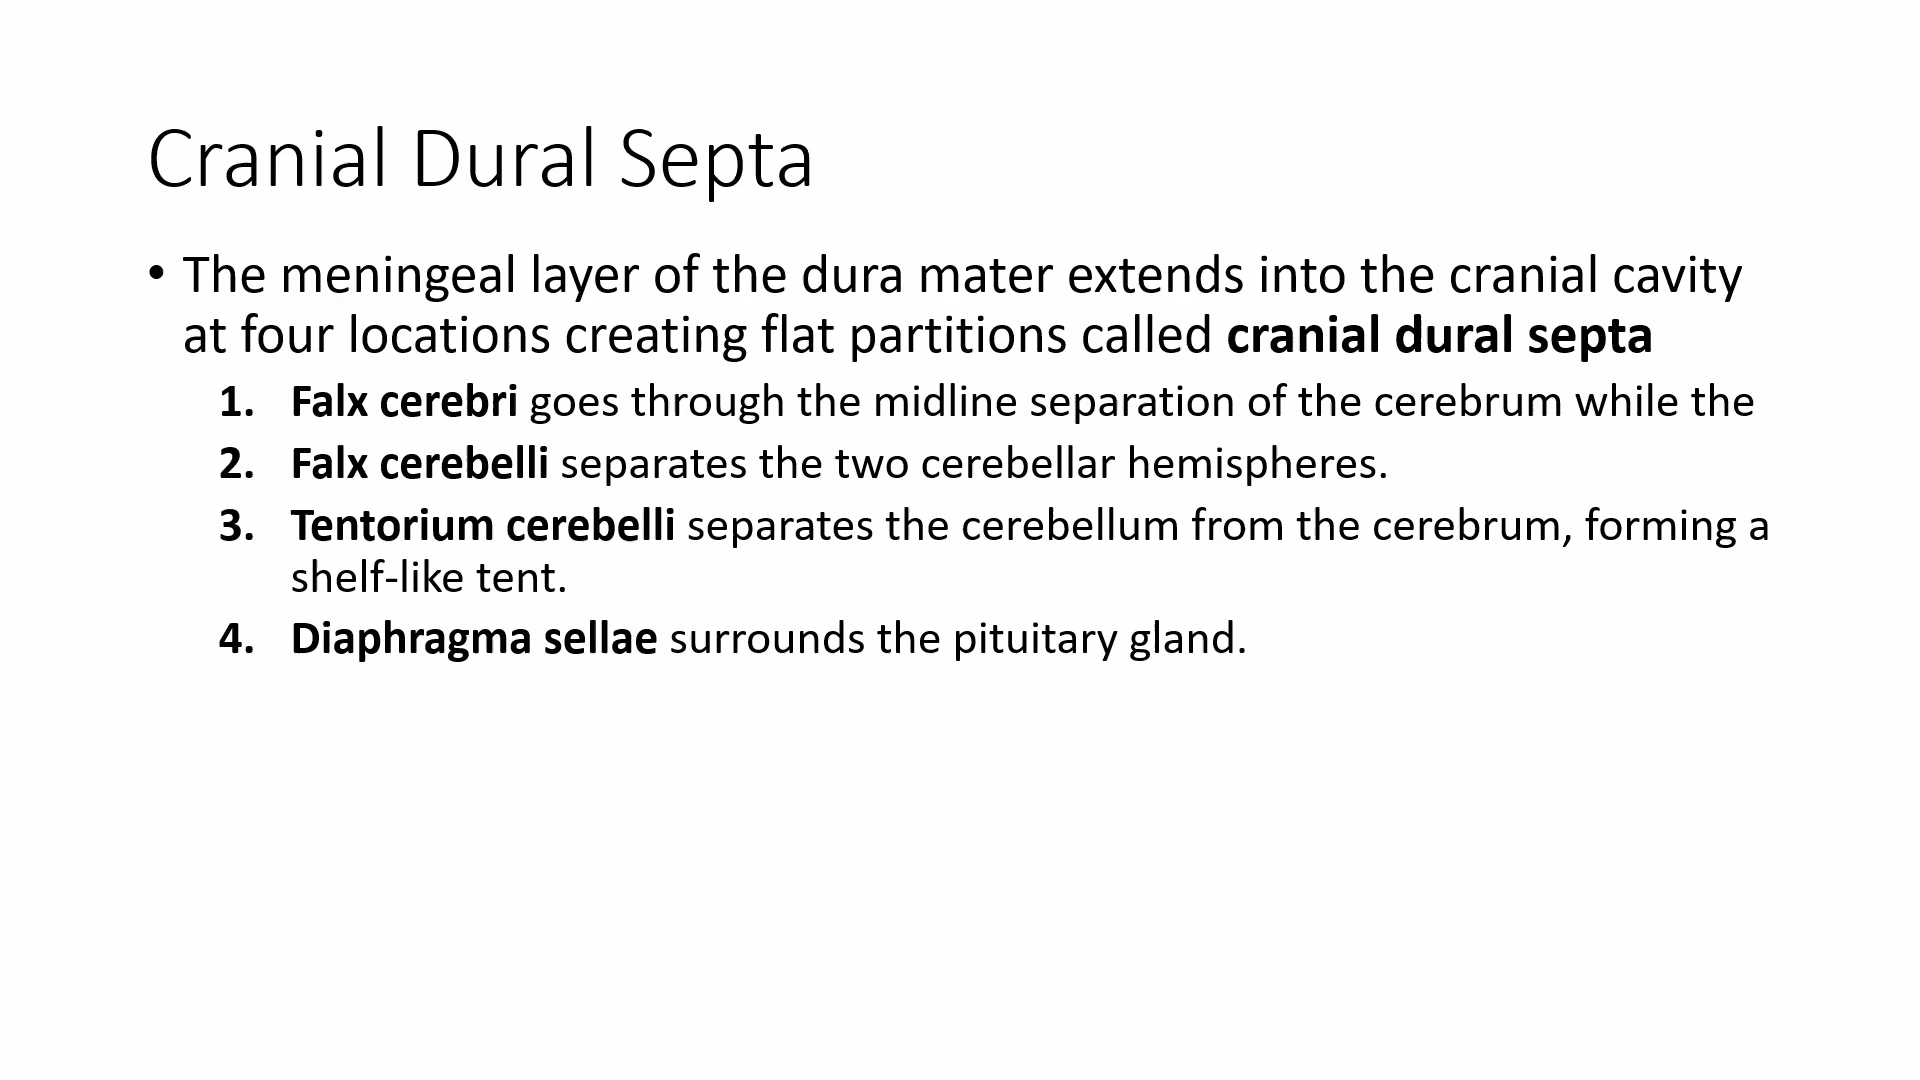 Cranial Dural Septa
• The meningeal layer of the dura mater extends into the cranial cavity
at four locations creating flat partitions called cranial dural septa
1. Falx cerebri goes through the midline separation of the cerebrum while the
2. Falx cerebelli separates the two cerebellar hemispheres.
3. Tentorium cerebelli separates the cerebellum from the cerebrum, forming a
shelf-like tent.
4. Diaphragma sellae surrounds the pituitary gland.